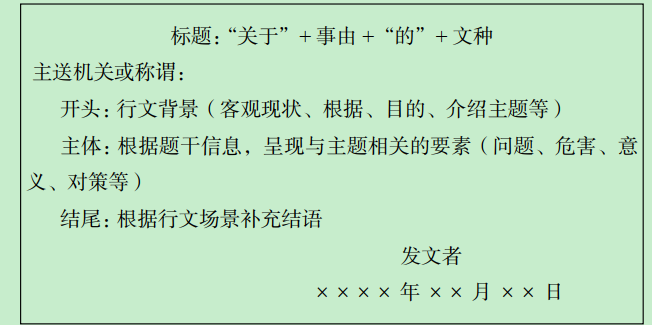 标题：“关于”+事由+“的”+文种
主送机关或称谓：
开头：行文背景（客观现状、根据、目的、介绍主题等）
主体：根据题干信息，呈现与主题相关的要素（问题、危害、意
义、对策等）
结尾：根据行文场景补充结语
发文者
××××年××月××日